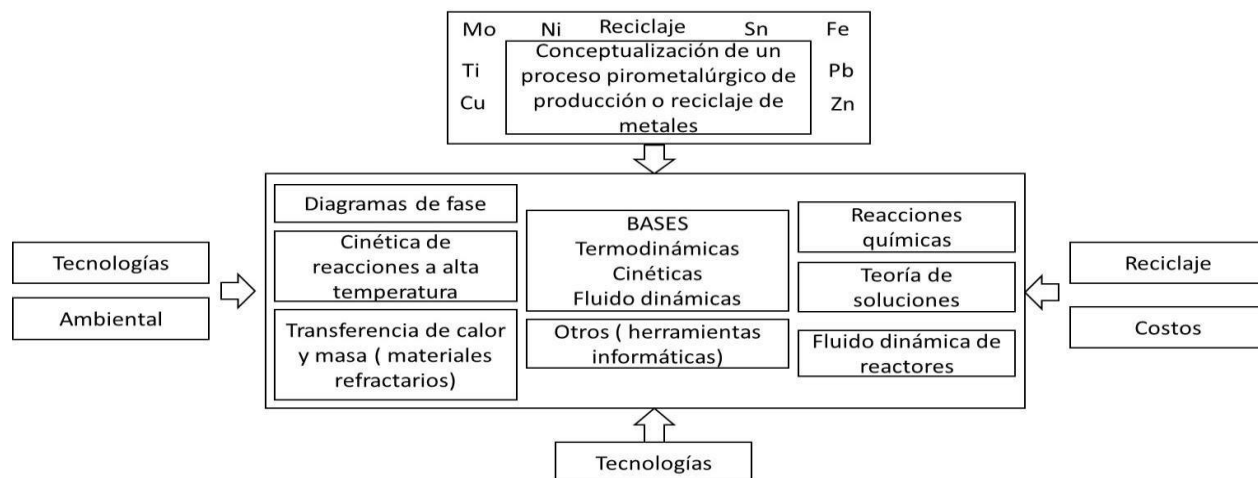 Mo Ni Reciclaje Sn Fe
Ti
Cu
Conceptualización de un
proceso pirometalúrgico de
producción o reciclaje de
metales
Pb
Zn
Tecnologías
Ambiental
Diagramas de fase
Cinética de
reacciones a alta
temperatura
Transferencia de calor
y masa ( materiales
refractarios)
BASES
Termodinámicas
Cinéticas
Fluido dinámicas
Otros ( herramientas
informáticas)
Reacciones
químicas
Teoría de
soluciones
Fluido dinámica de
reactores
Reciclaje
Costos
Tecnologías